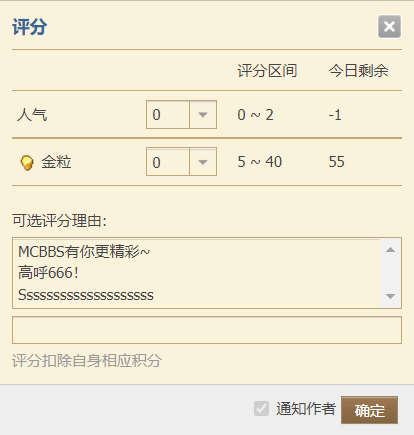 评分
评分区间 今日剩余
人气 0 0 ~ 2 -1
金粒 0 5 ~ 40 55
可选评分理由:
MCBBS有你更精彩~
高呼666！
Ssssssssssssssssssss
评分扣除自身相应积分
通知作者 确定